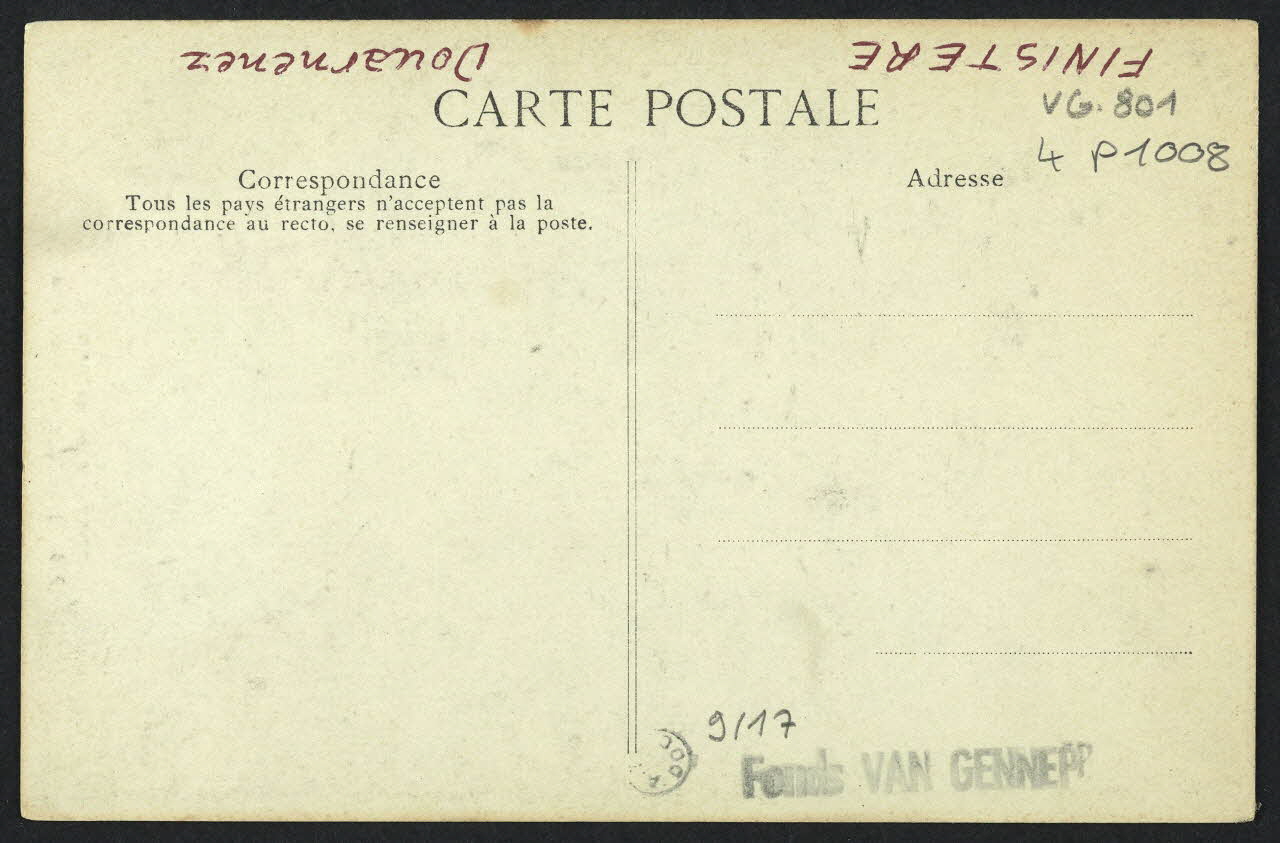 Douarnenez
FINISTERE
CARTE POSTALE
VG. 801
4 P1008
Correspondance
Tous les pays étrangers n'acceptent pas la
correspondance au recto, se renseigner à la poste.
Adresse
9/17
Fonds VAN GENNEP